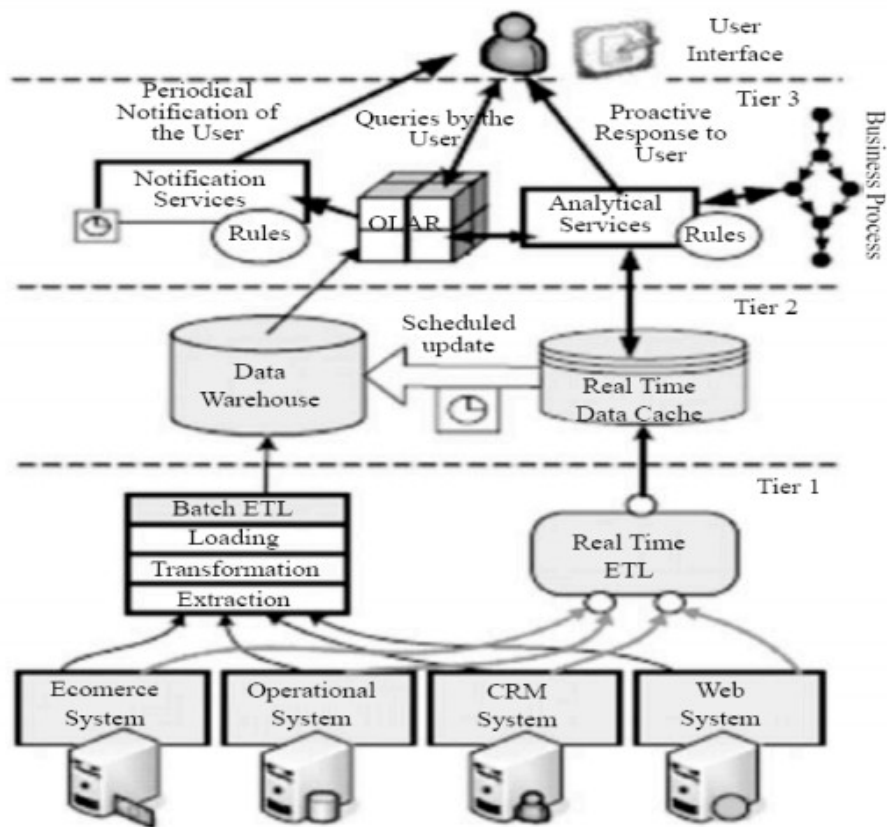 User
Interface
Tier 3
Periodical
Notification of
the User
Queries by the
User
Proactive
Response to
User
Business Process
Notification
Services
Rules
OLAR
Analytical
Services
Rules
Tier 2
Scheduled
update
Data
Warehouse
Real Time
Data Cache
Tier 1
Batch ETL
Loading
Transformation
Extraction
Real Time
ETL
Ecomerce
System
Operational
System
CRM
System
Web
System